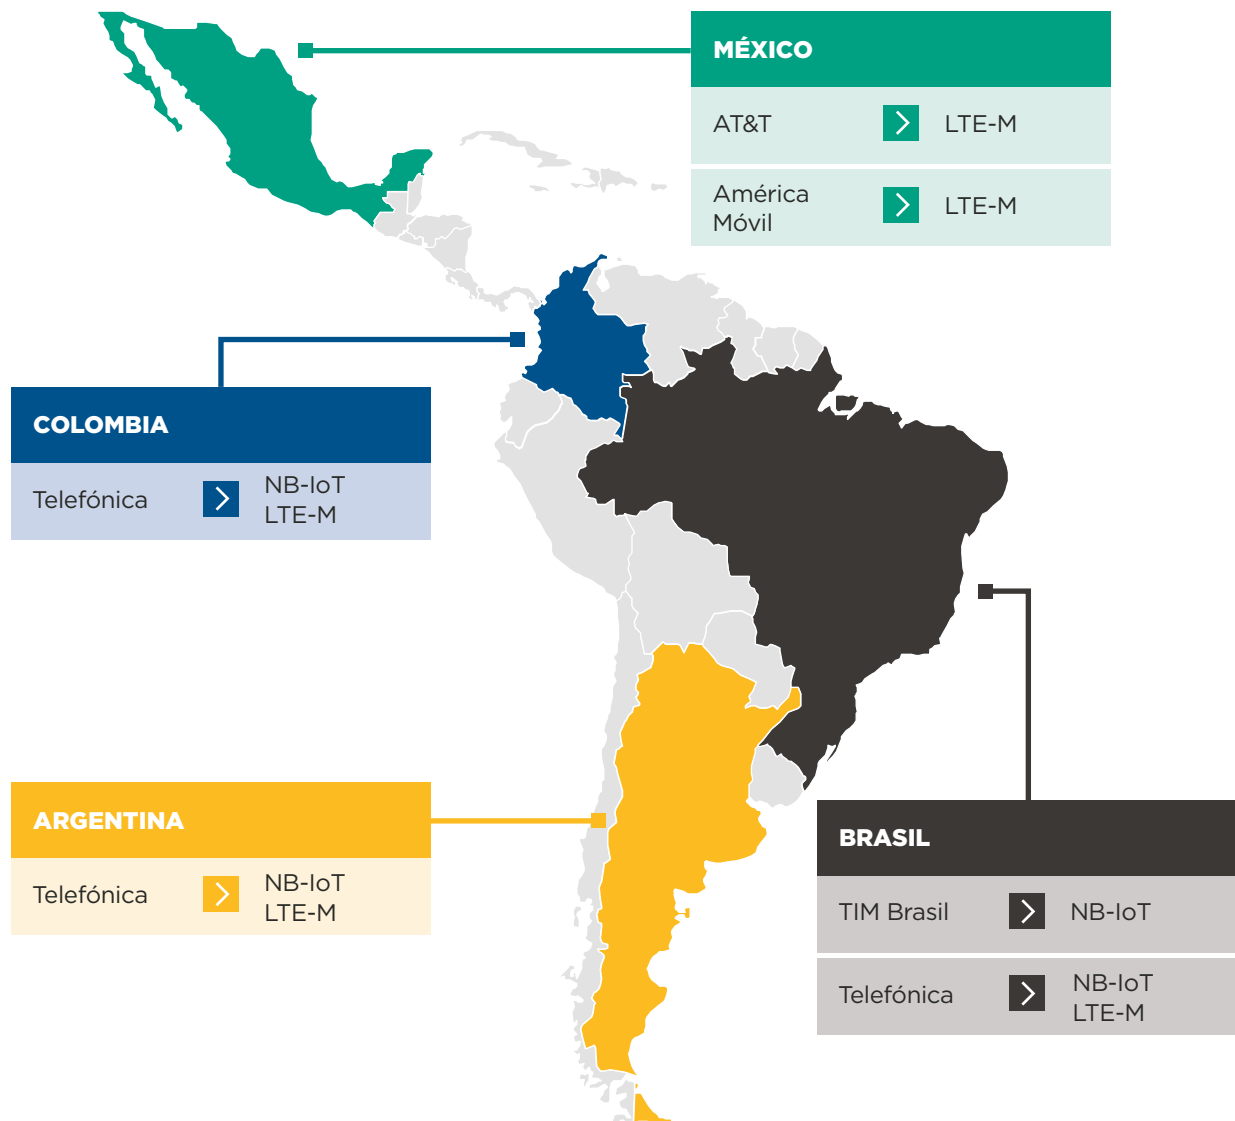 MÉXICO
AT&T LTE-M
América
Móvil
LTE-M
COLOMBIA
Telefónica
NB-IoT
LTE-M
ARGENTINA
Telefónica
NB-IoT
LTE-M
BRASIL
TIM Brasil NB-IoT
Telefónica
NB-IoT
LTE-M